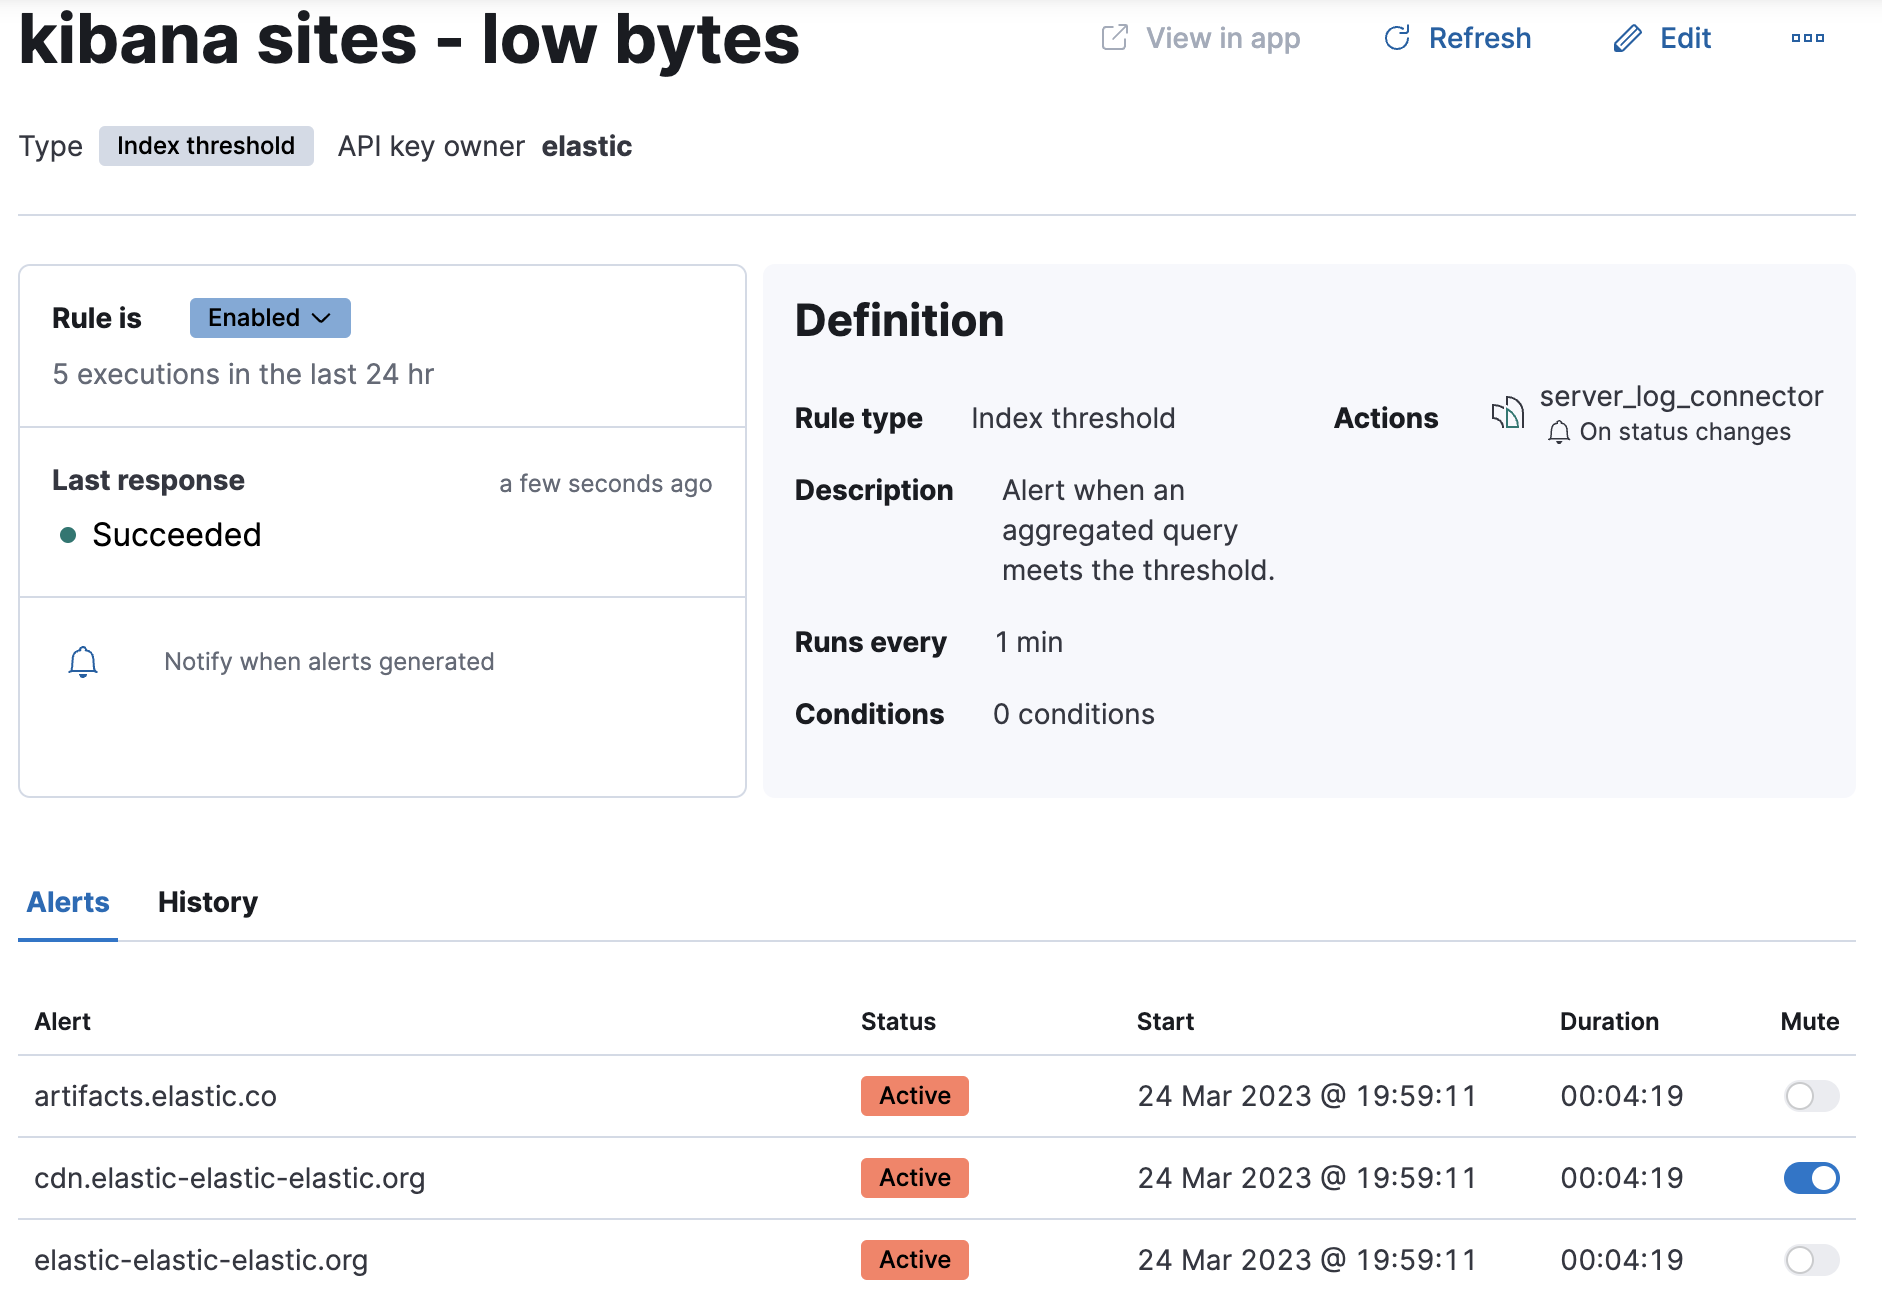 kibana sites - low bytes
View in app
Refresh
Edit
Type Index threshold API key owner elastic
Rule is Enabled
5 executions in the last 24 hr
Last response a few seconds ago
Succeeded
Notify when alerts generated
Definition
Rule type Index threshold
Description Alert when an
aggregated query
meets the threshold.
Runs every 1 min
Conditions 0 conditions
Actions server_log_connector
On status changes
Alerts History
Alert Status Start Duration Mute
artifacts.elastic.co Active 24 Mar 2023 @ 19:59:11 00:04:19
cdn.elastic-elastic-elastic.org Active 24 Mar 2023 @ 19:59:11 00:04:19
elastic-elastic-elastic.org Active 24 Mar 2023 @ 19:59:11 00:04:19